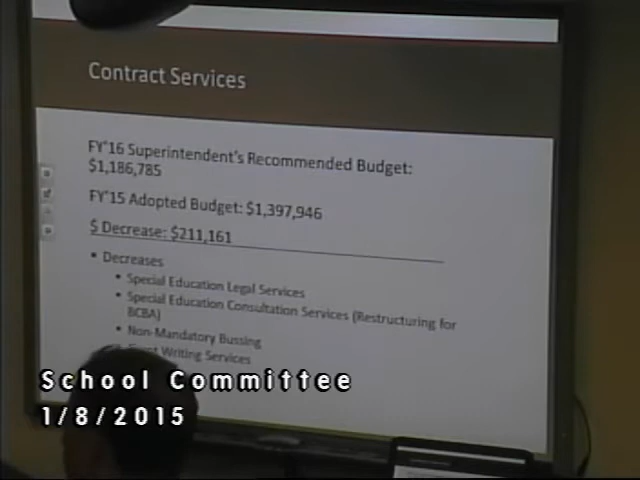 Contract Services
FY'16 Superintendent's Recommended Budget:
$1,186,785
FY'15 Adopted Budget: $1,397,946
$ Decrease: $211,161
Decreases
Special Education Legal Services
Special Education Consultation Services (Restructuring for
BCBA)
Non-Mandatory Bussing
Writing Services
School Committee
1/8/2015